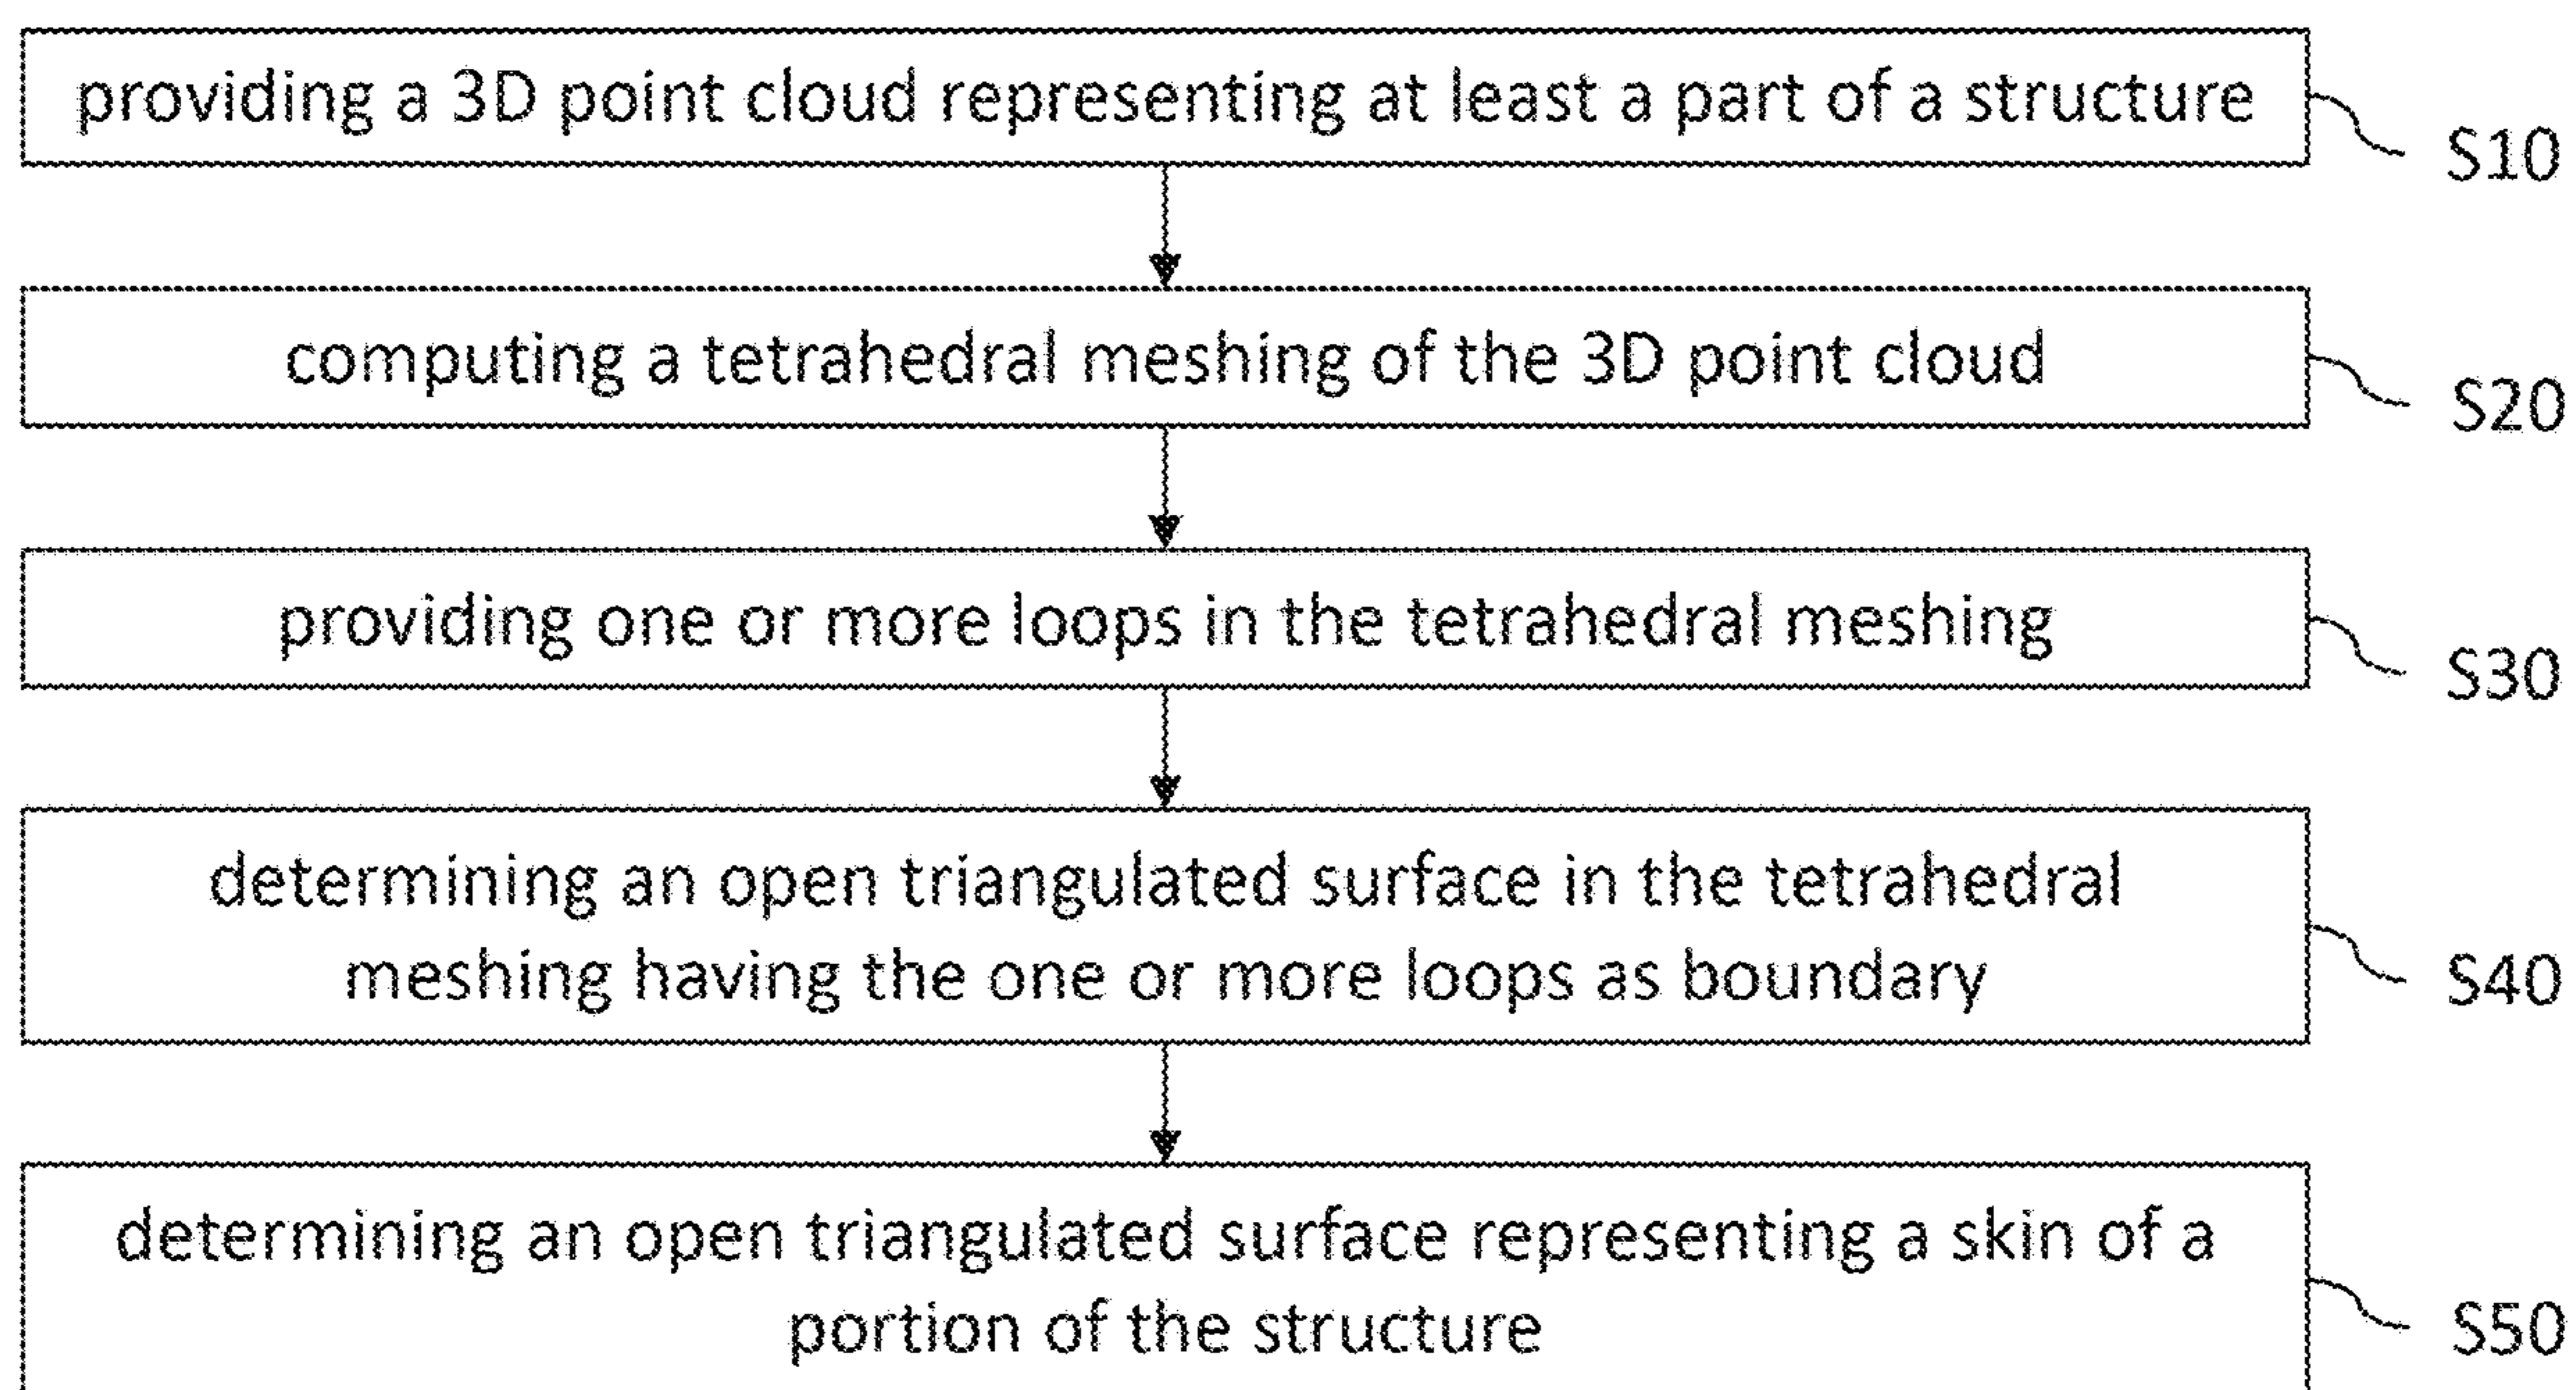 providing a 3D point cloud representing at least a part of a structure
S10
computing a tetrahedral meshing of the 3D point cloud
S20
providing one or more loops in the tetrahedral meshing
S30
determining an open triangulated surface in the tetrahedral
meshing having the one or more loops as boundary
S40
determining an open triangulated surface representing a skin of a
portion of the structure
S50